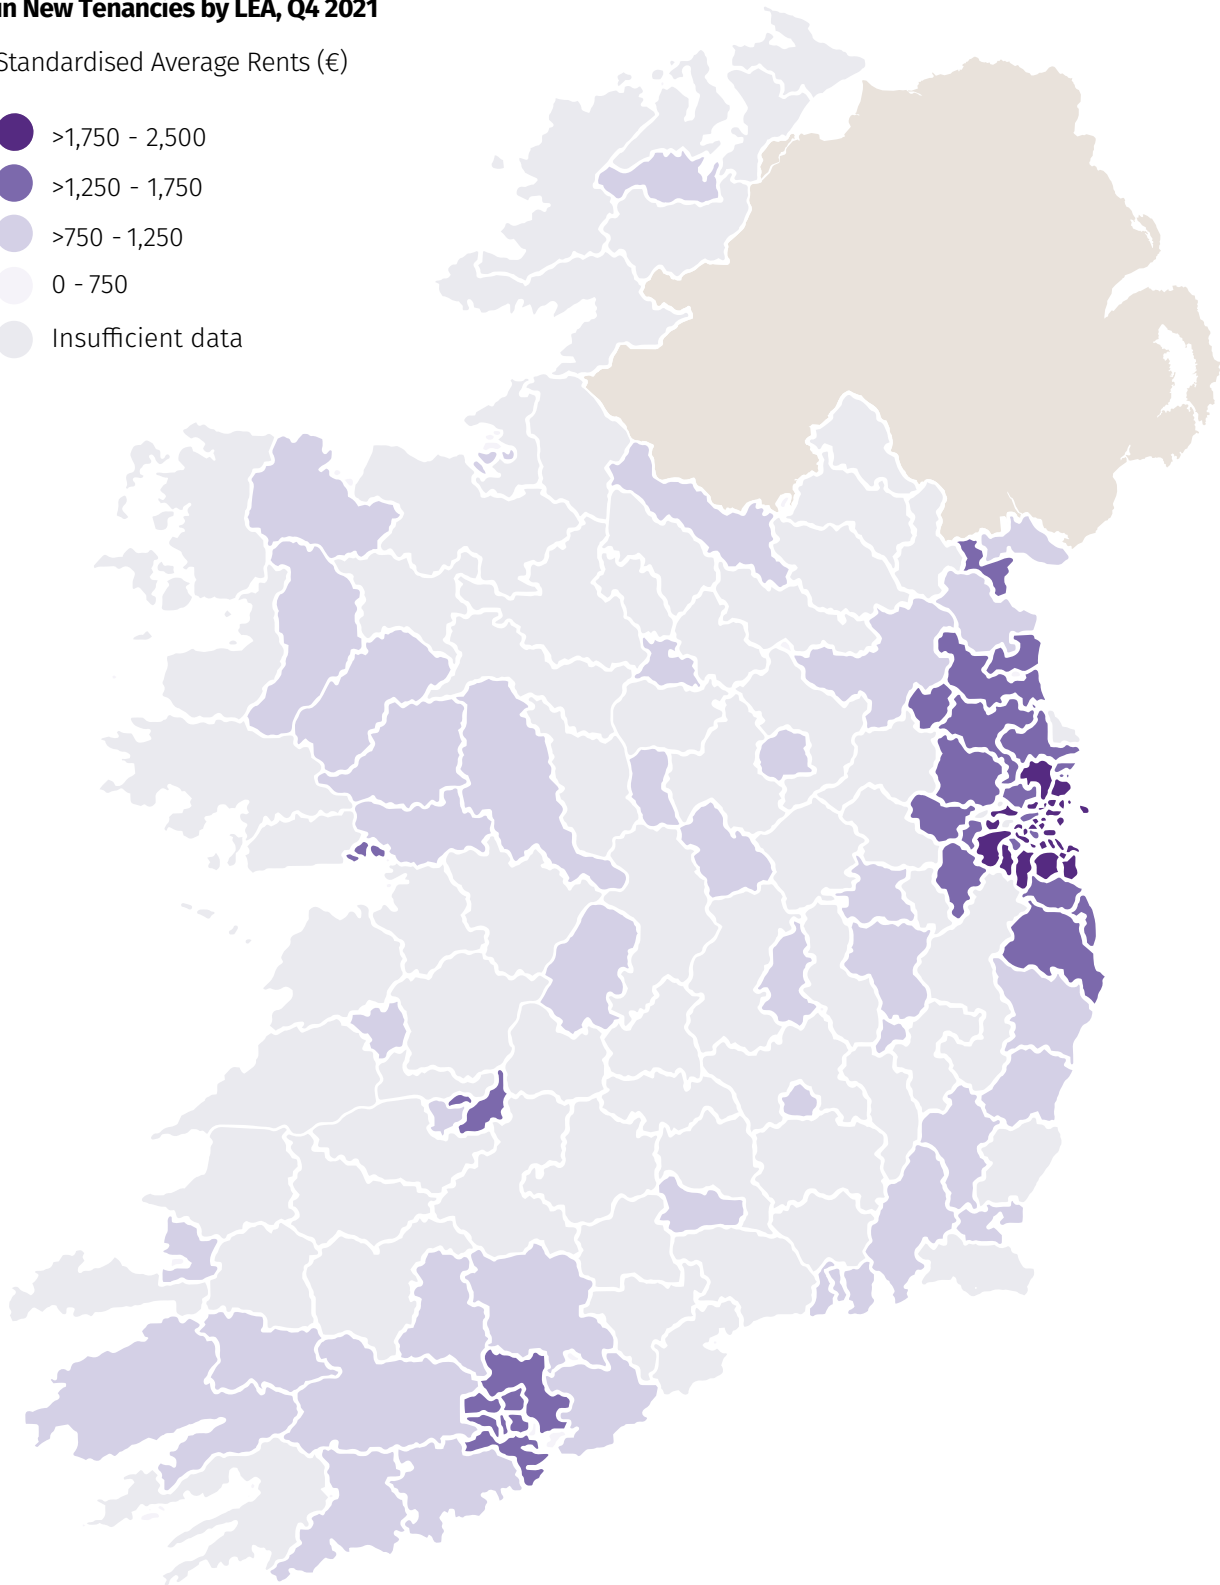 in New Tenancies by LEA, Q4 2021
Standardised Average Rents (€)
>1,750 - 2,500
>1,250 - 1,750
>750 - 1,250
0 - 750
Insufficient data